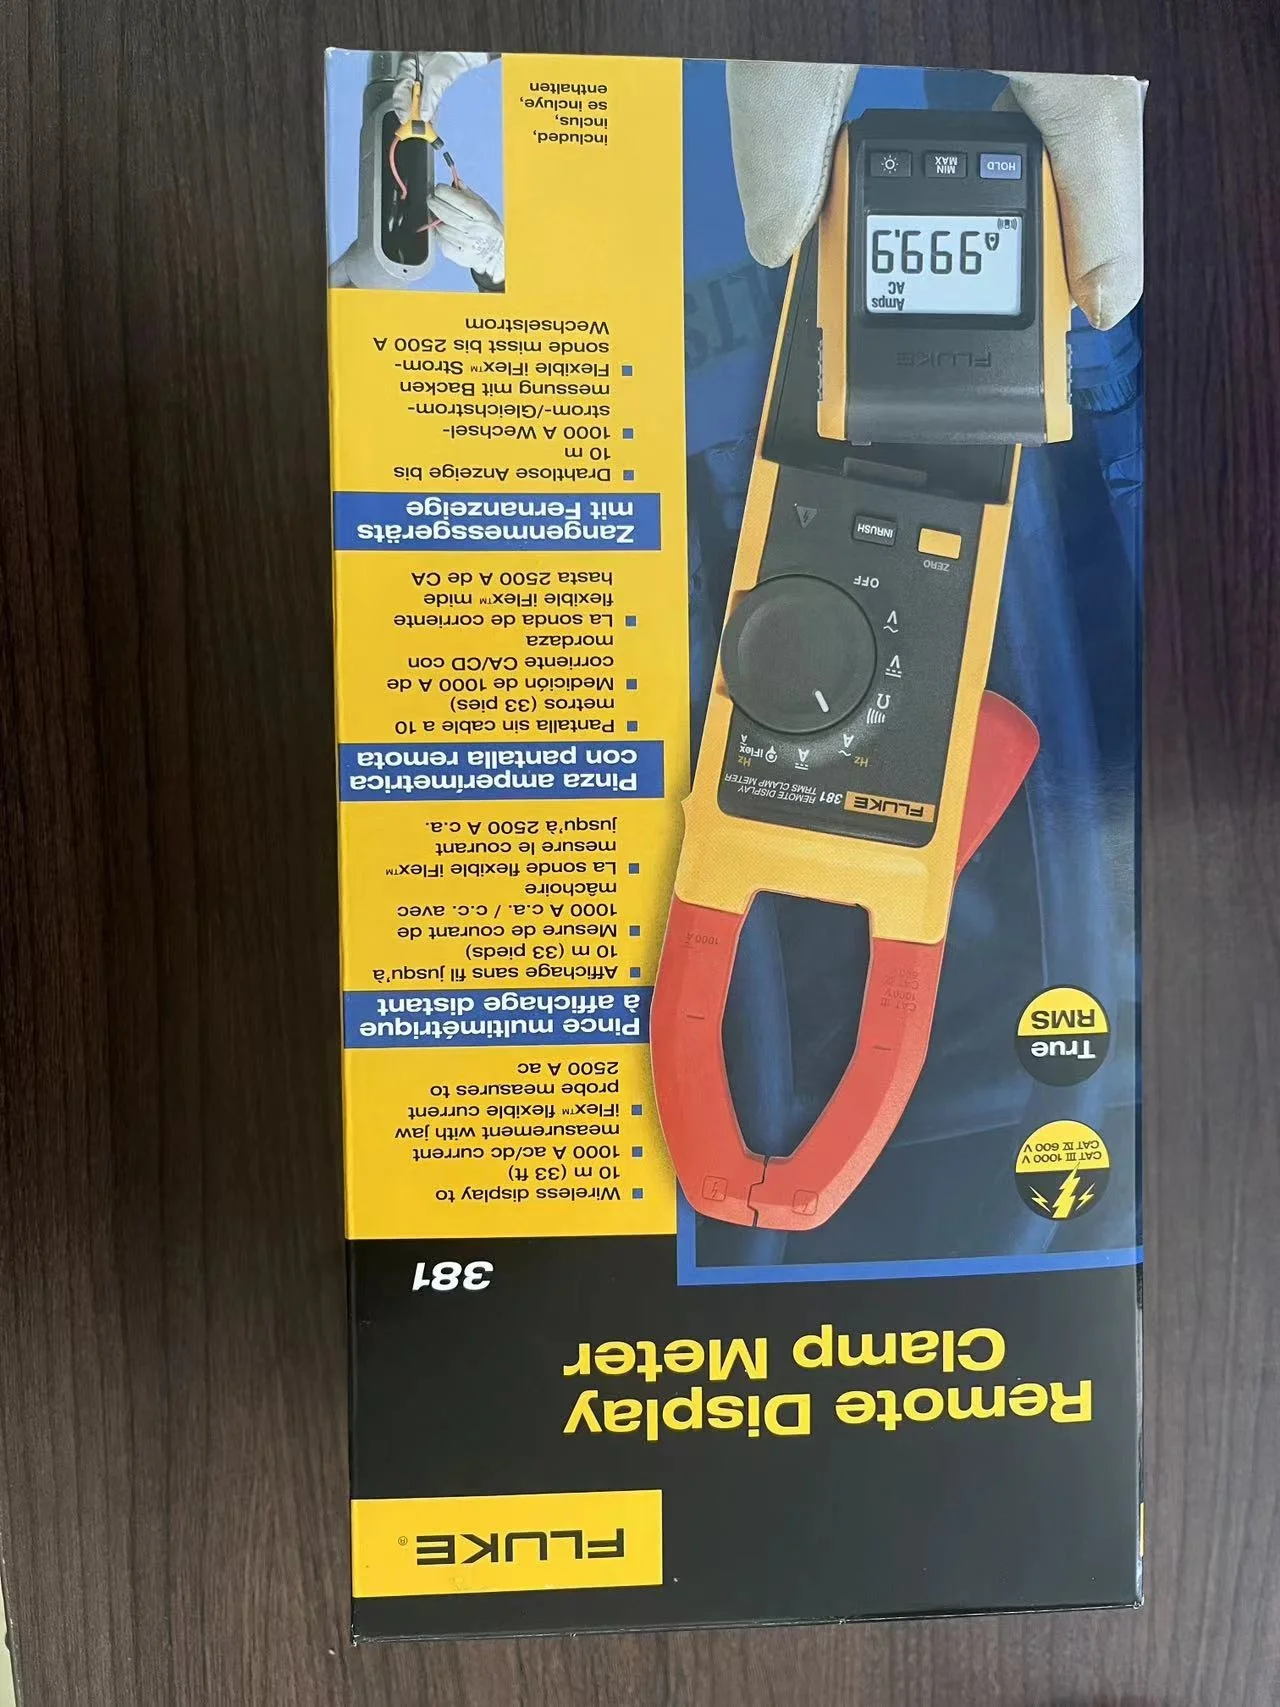 FLUKE®
Remote Display
Clamp Meter
381
Wireless display to
10 m (33 ft)
1000 A ac/dc current
measurement with jaw
iFlex™ flexible current
probe measures to
2500 A ac
Pince multimétrique
à affichage distant
Affichage sans fil jusqu'à
10 m (33 pieds)
Mesure de courant de
1000 A c.a. / c.c. avec
mâchoire
La sonde flexible iFlex™
mesure le courant
jusqu'à 2500 A c.a.
Pinza amperimétrica
con pantalla remota
Pantalla sin cable a 10
metros (33 pies)
Medición de 1000 A de
corriente CA/CD con
mordaza
La sonda de corriente
flexible iFlex™ mide
hasta 2500 A de CA
Zangenmessgeräts
mit Fernanzeige
Drahtlose Anzeige bis
10 m
1000 A Wechsel-
strom-/Gleichstrom-
messung mit Backen
Flexible iFlex™-Strom-
sonde misst bis 2500 A
Wechselstrom
included,
inclus,
se incluye,
enthalten
CAT III 1000 V
CAT IV 600 V
True
RMS
1000 A
FLUKE
381
REMOTE DISPLAY
TRMS CLAMP METER
Hz
A
A
Hz
iFlex
A
Ω
V
V
OFF
ZERO
INRUSH
FLUKE
Amps
AC
999.9 A
HOLD
MIN
MAX